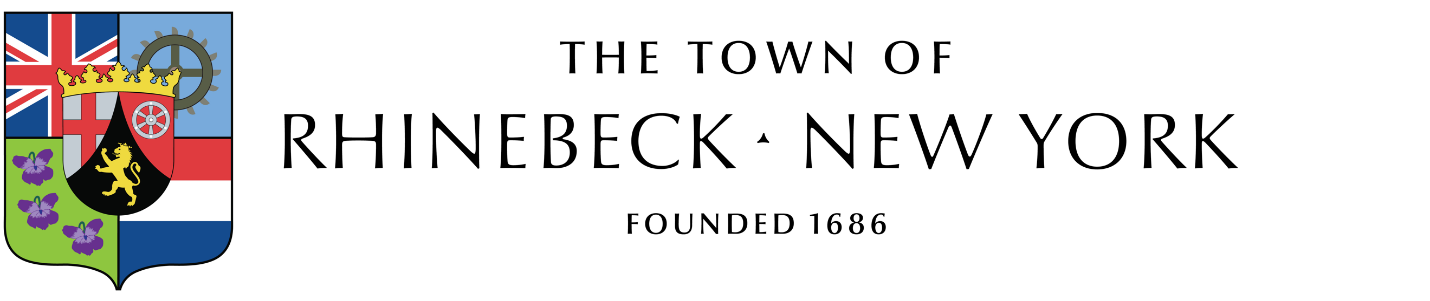 THE TOWN OF
RHINEBECK · NEW YORK
FOUNDED 1686